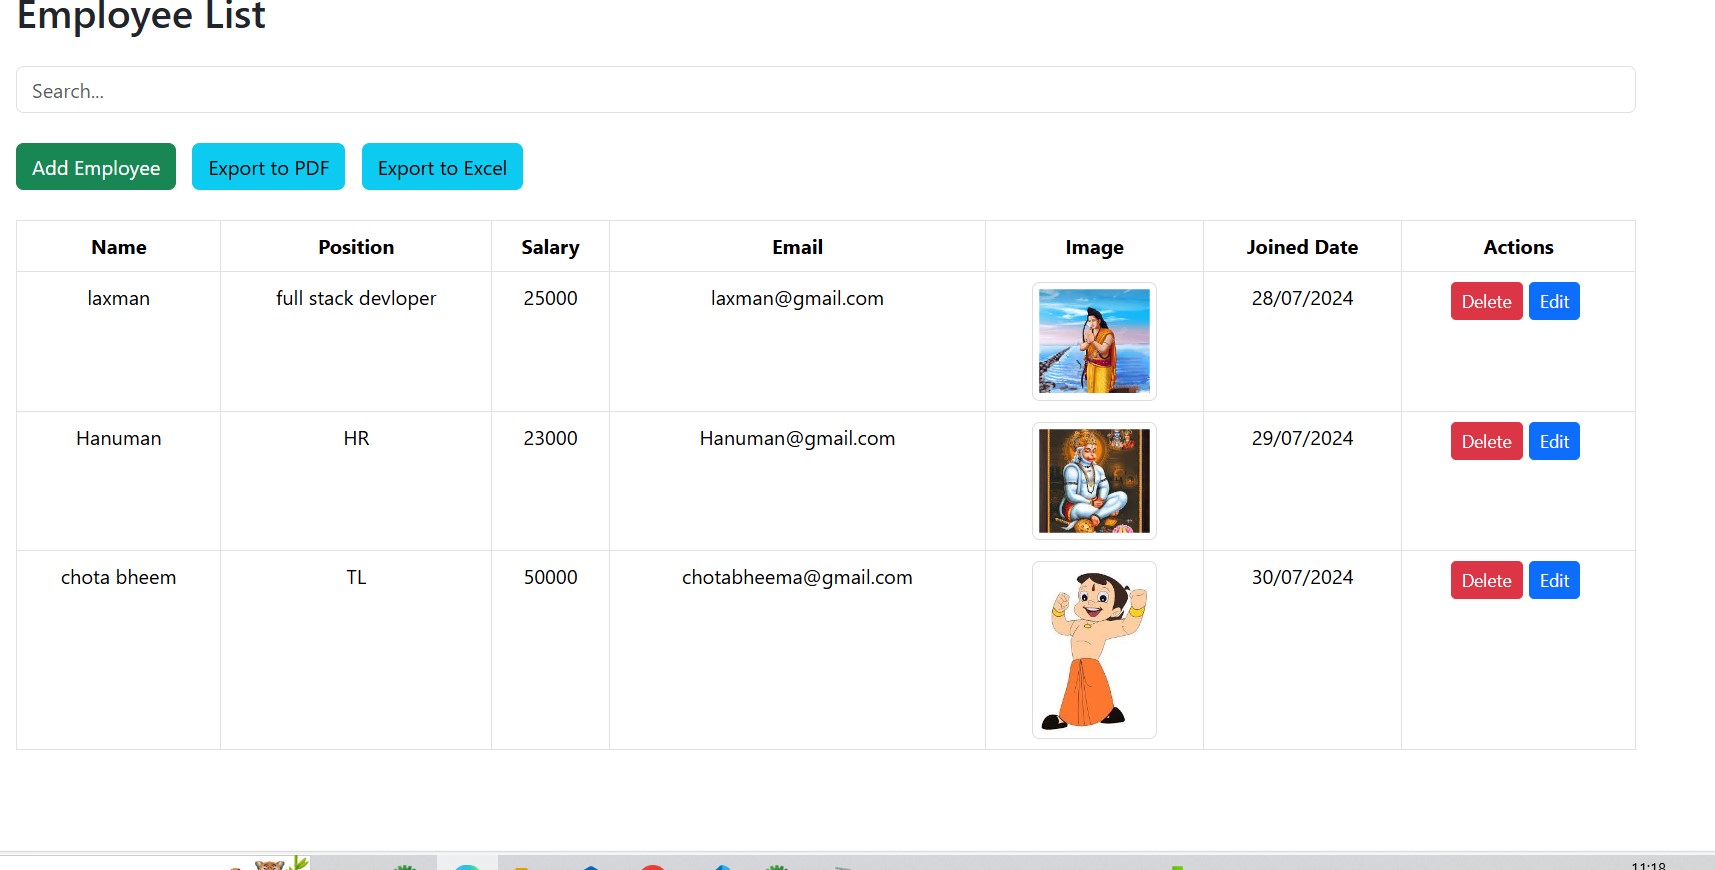 Employee List
Search...
Add Employee Export to PDF Export to Excel
Name Position Salary Email Image Joined Date Actions
laxman full stack devloper 25000 laxman@gmail.com 28/07/2024 Delete Edit
Hanuman HR 23000 Hanuman@gmail.com 29/07/2024 Delete Edit
chota bheem TL 50000 chotabheema@gmail.com 30/07/2024 Delete Edit
11:18